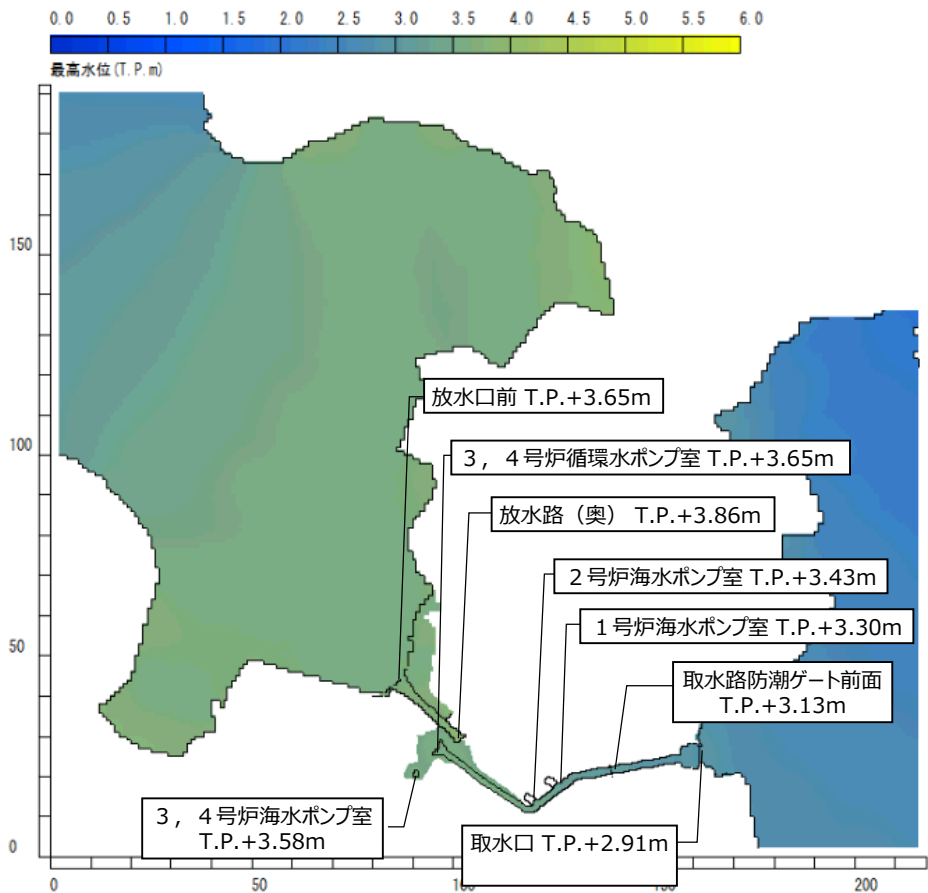 0.0 0.5 1.0 1.5 2.0 2.5 3.0 3.5 4.0 4.5 5.0 5.5 6.0
最高水位(T.P.m)
150
100
50
0
放水口前 T.P.+3.65m
3，4号炉循環水ポンプ室 T.P.+3.65m
放水路（奥） T.P.+3.86m
2号炉海水ポンプ室 T.P.+3.43m
1号炉海水ポンプ室 T.P.+3.30m
取水路防潮ゲート前面
T.P.+3.13m
3，4号炉海水ポンプ室
T.P.+3.58m
取水口 T.P.+2.91m
0 50 200